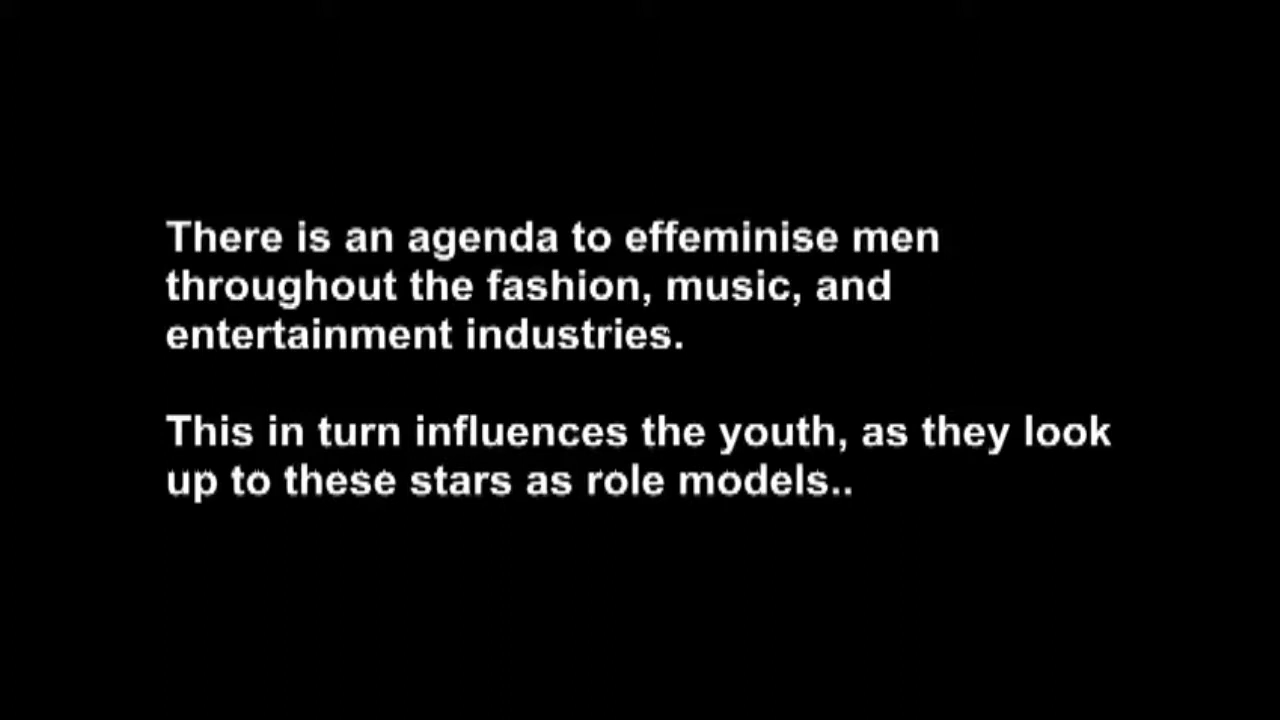 There is an agenda to effeminise men
throughout the fashion, music, and
entertainment industries.
This in turn influences the youth, as they look
up to these stars as role models..